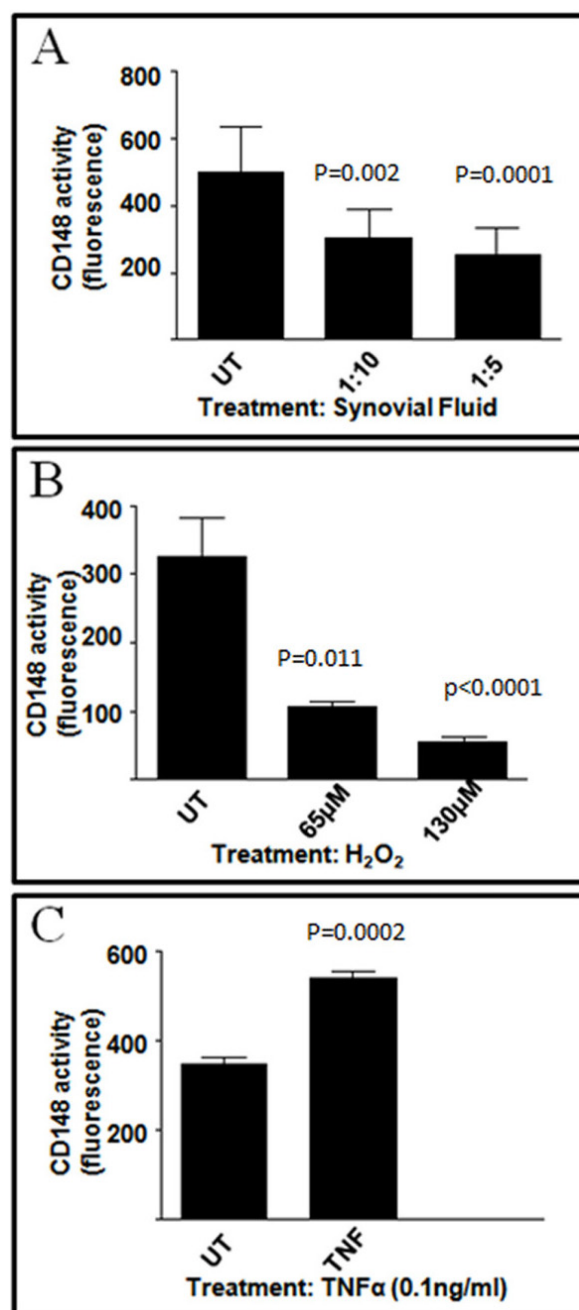 A
CD148 activity
(fluorescence)
800
600
400
200
P=0.002
P=0.0001
UT
1:10
1:5
Treatment: Synovial Fluid
B
CD148 activity
(fluorescence)
400
300
200
100
P=0.011
p<0.0001
UT
65µM
130µM
Treatment: H₂O₂
C
CD148 activity
(fluorescence)
600
400
200
P=0.0002
UT
TNF
Treatment: TNFα (0.1ng/ml)